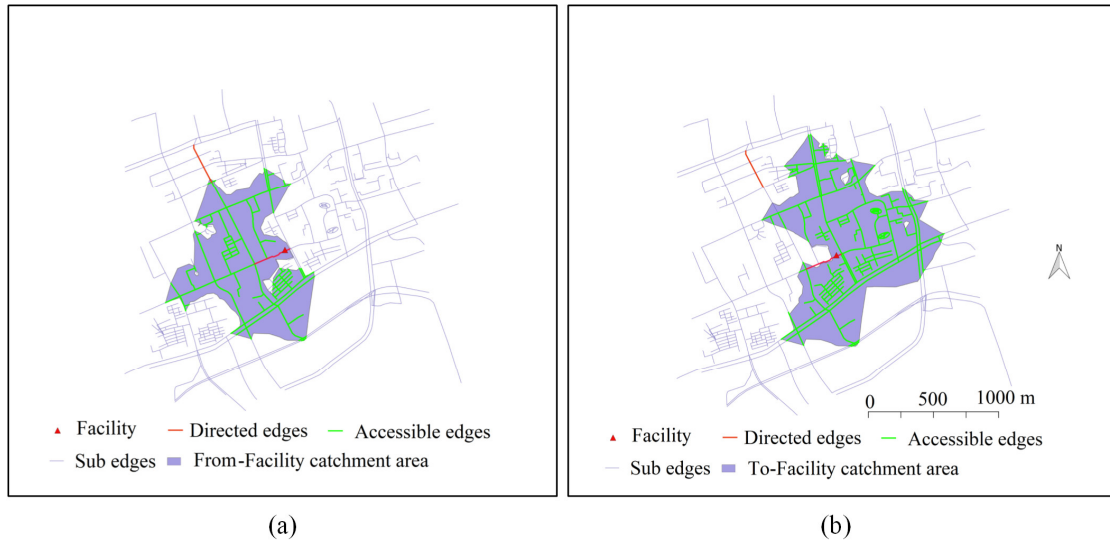 Facility Directed edges Accessible edges
Sub edges From-Facility catchment area
(a)
N
0 500 1000 m
Facility Directed edges Accessible edges
Sub edges To-Facility catchment area
(b)